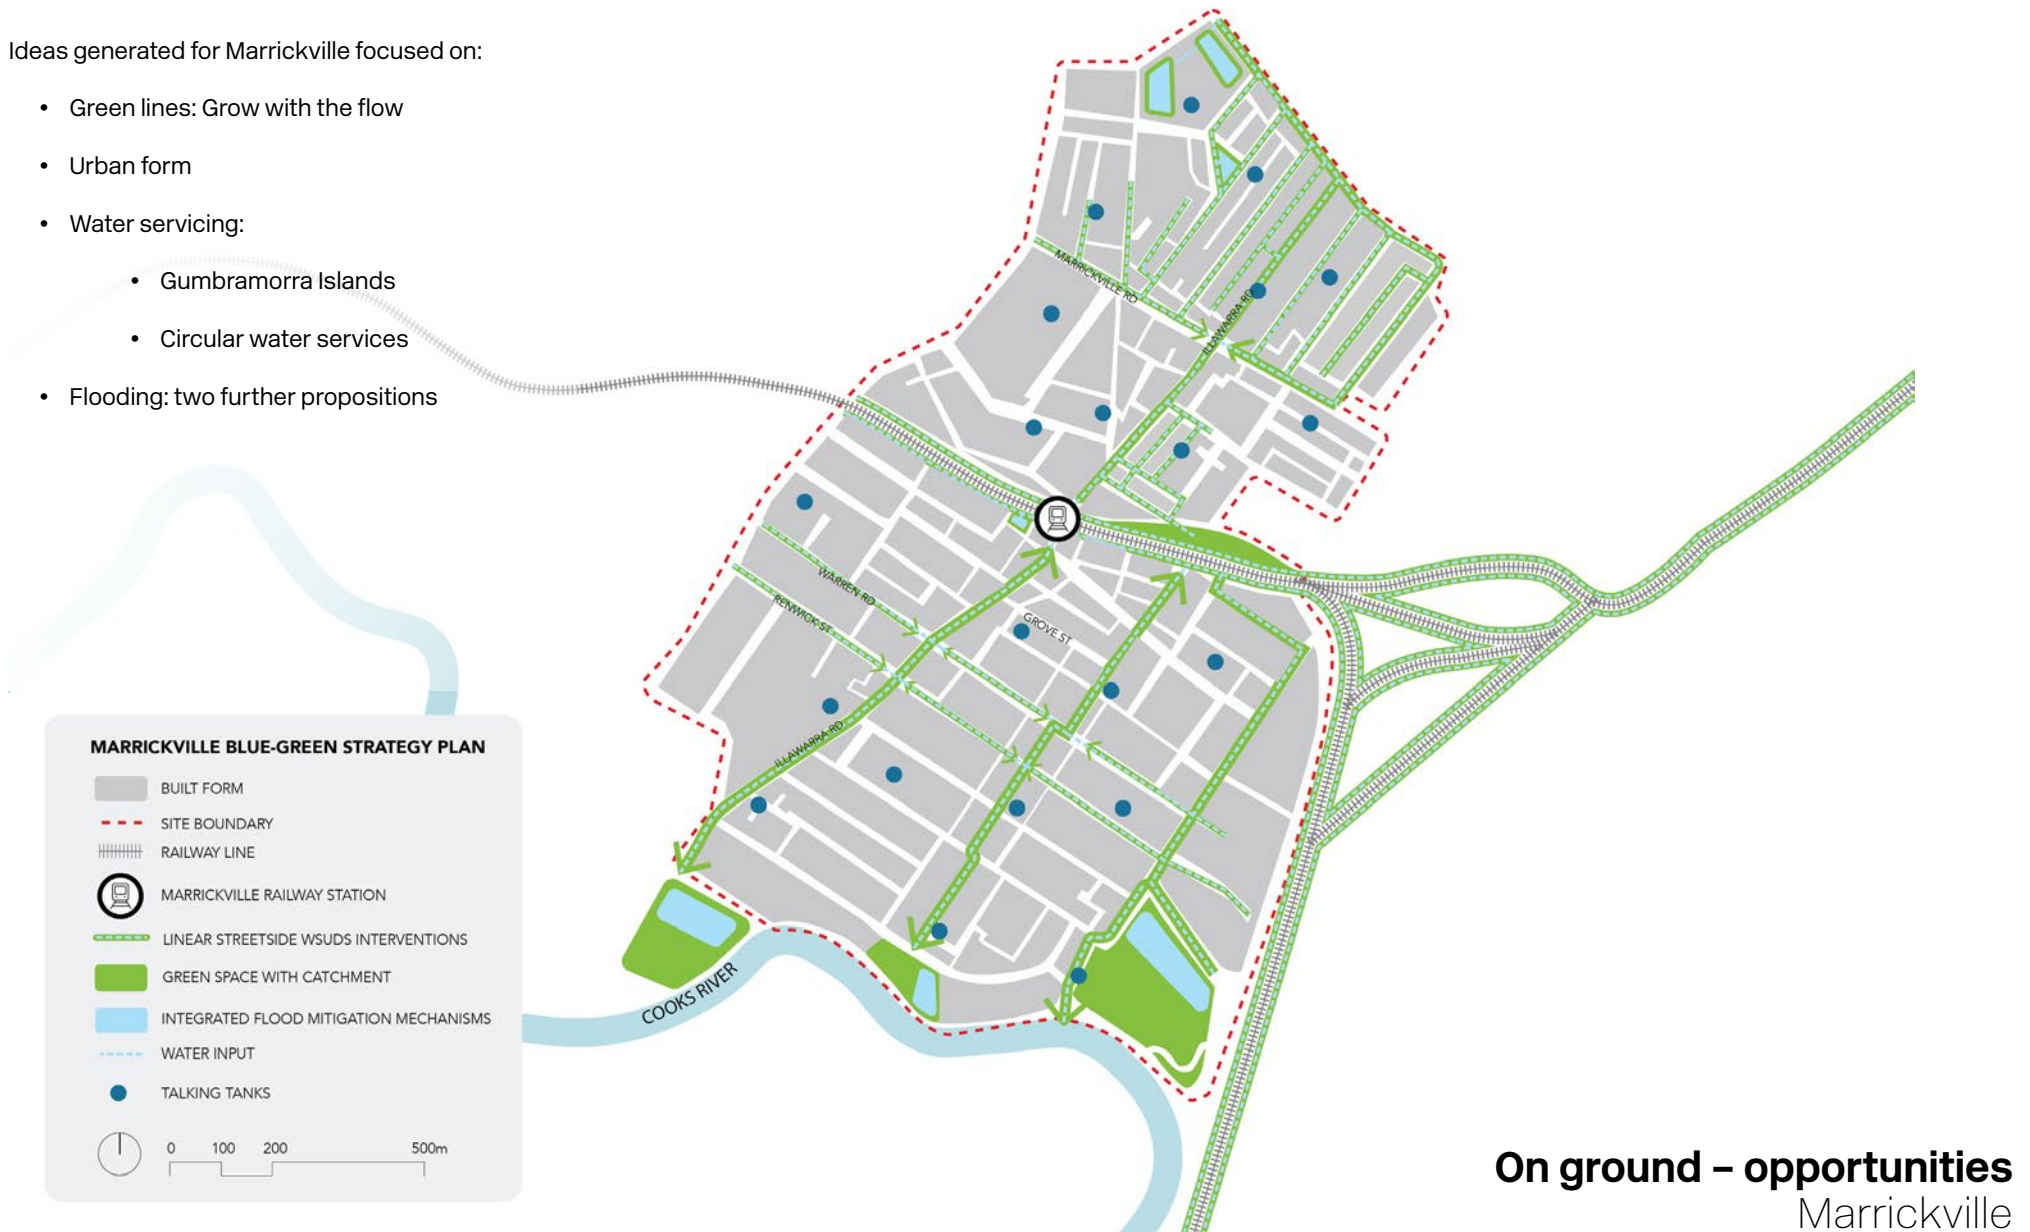 Ideas generated for Marrickville focused on:
• Green lines: Grow with the flow
• Urban form
• Water servicing:
• Gumbramorra Islands
• Circular water services
• Flooding: two further propositions
MARRICKVILLE RD
ILLAWARRA RD
WARREN RD
RENWICK ST
GROVE ST
ILLAWARRA RD
COOKS RIVER
MARRICKVILLE BLUE-GREEN STRATEGY PLAN
BUILT FORM
SITE BOUNDARY
RAILWAY LINE
MARRICKVILLE RAILWAY STATION
LINEAR STREETSIDE WSUDS INTERVENTIONS
GREEN SPACE WITH CATCHMENT
INTEGRATED FLOOD MITIGATION MECHANISMS
WATER INPUT
TALKING TANKS
0 100 200 500m
On ground – opportunities
Marrickville